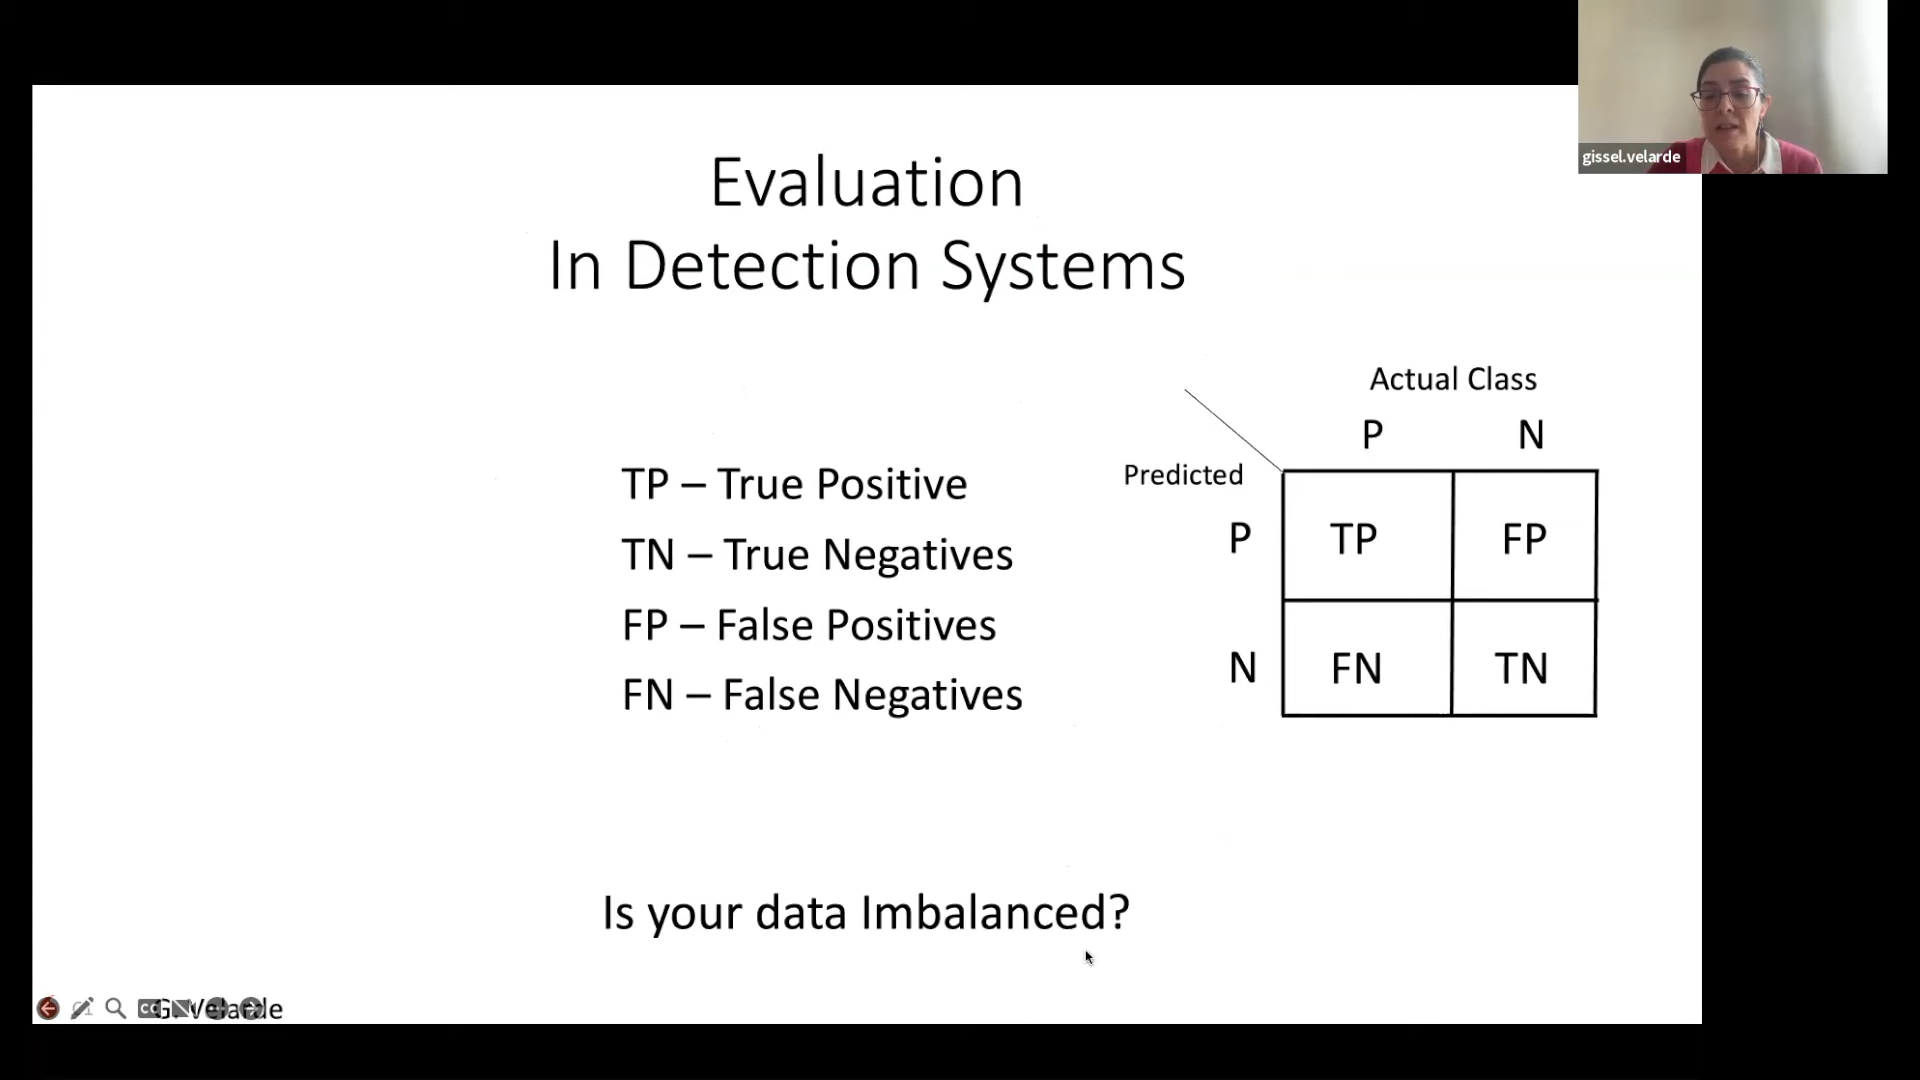 gissel.velarde
Evaluation
In Detection Systems
Actual Class
P N
Predicted
TP – True Positive
TN – True Negatives
FP – False Positives
FN – False Negatives
P TP FP
N FN TN
Is your data Imbalanced?
G. Velarde